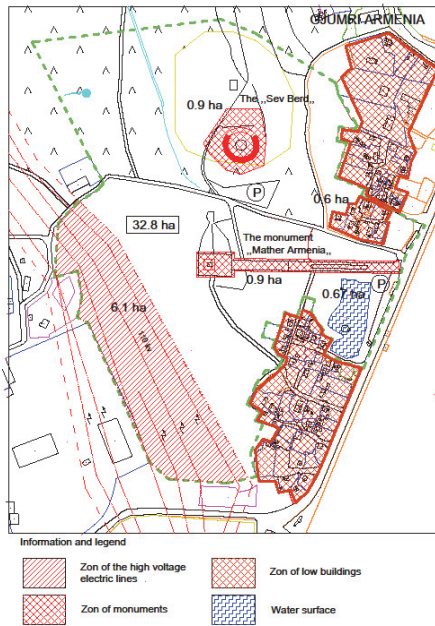 GJUMRI ARMENIA
0.9 ha
The ,,Sev Berd,,
P
0.6 ha
32.8 ha
The monument
,,Mather Armenia,,
0.9 ha
0.67 ha
P
6.1 ha
110 kv
Information and legend
Zon of the high voltage
electric lines
Zon of low buildings
Zon of monuments
Water surface